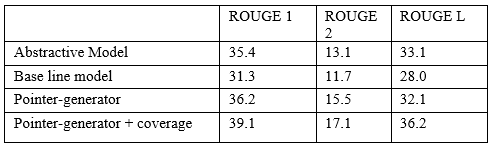 ROUGE 1 ROUGE 2 ROUGE L
Abstractive Model 35.4 13.1 33.1
Base line model 31.3 11.7 28.0
Pointer-generator 36.2 15.5 32.1
Pointer-generator + coverage 39.1 17.1 36.2